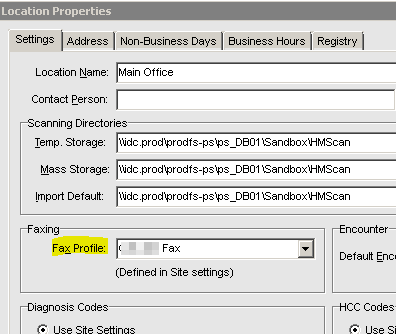 Location Properties
Settings
Address
Non-Business Days
Business Hours
Registry
Location Name: Main Office
Contact Person:
Scanning Directories
Temp. Storage: \\idc.prod\prodfs-ps\ps_DB01\Sandbox\HMScan
Mass Storage: \\idc.prod\prodfs-ps\ps_DB01\Sandbox\HMScan
Import Default: \\idc.prod\prodfs-ps\ps_DB01\Sandbox\HMScan
Faxing
Encounter
Fax Profile: Fax
Default Enc
(Defined in Site settings)
Diagnosis Codes
HCC Codes
Use Site Settings
Use Si